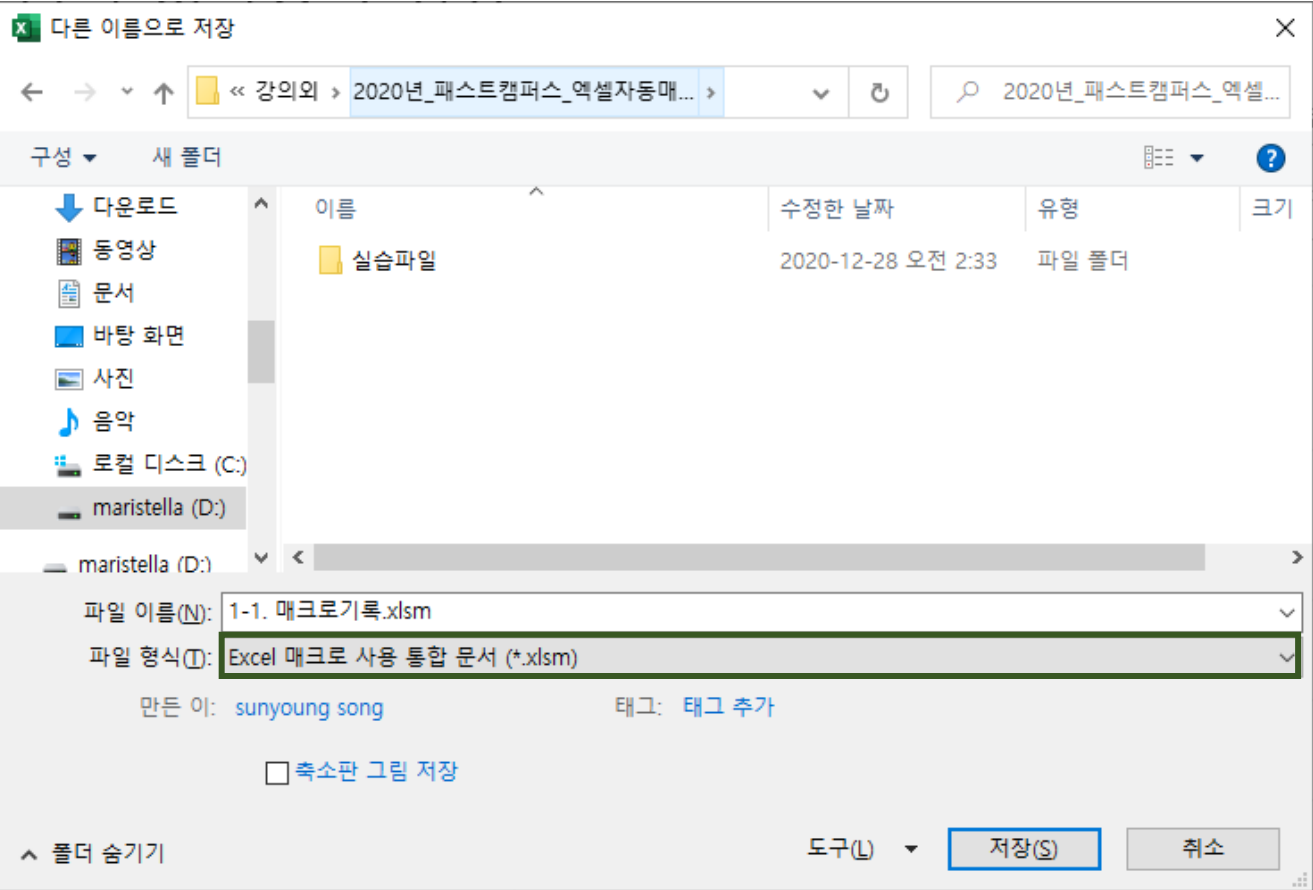 다른 이름으로 저장
« 강의외 › 2020년_패스트캠퍼스_엑셀자동매... ›
2020년_패스트캠퍼스_엑셀...
구성
새 폴더
다운로드
동영상
문서
바탕 화면
사진
음악
로컬 디스크 (C:)
maristella (D:)
maristella (D:)
이름 수정한 날짜 유형 크기
실습파일 2020-12-28 오전 2:33 파일 폴더
파일 이름(N): 1-1. 매크로기록.xlsm
파일 형식(T): Excel 매크로 사용 통합 문서 (*.xlsm)
만든 이: sunyoung song 태그: 태그 추가
축소판 그림 저장
폴더 숨기기 도구(L) 저장(S) 취소